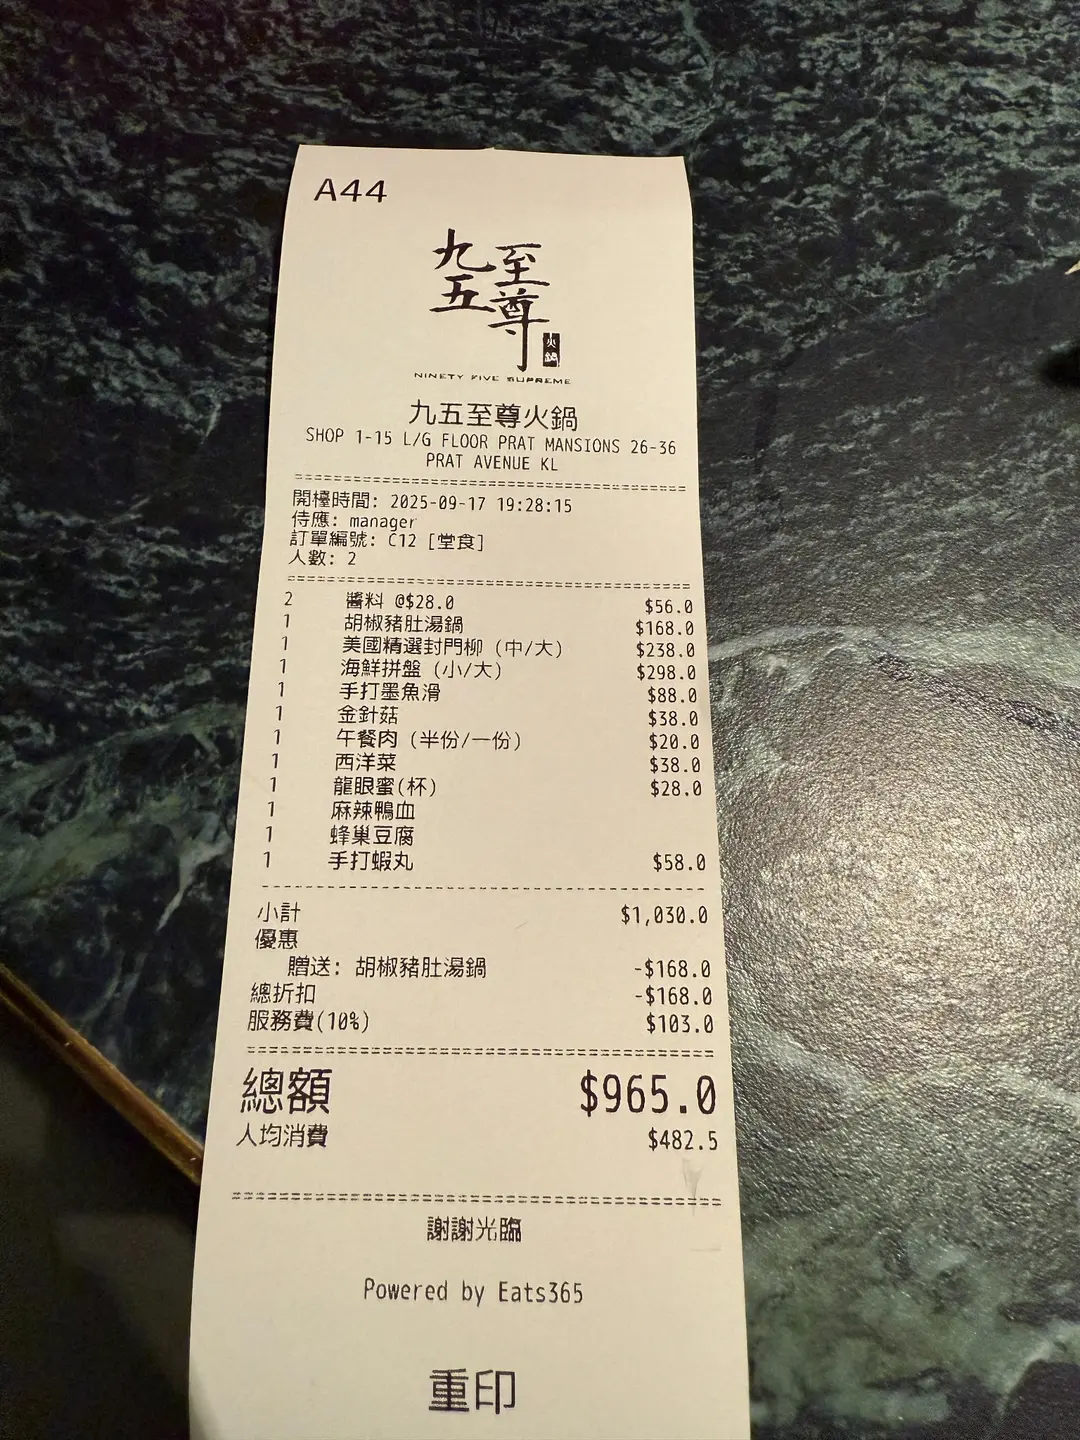 A44
九五至尊
火鍋
NINETY FIVE SUPREME
九五至尊火鍋
SHOP 1-15 L/G FLOOR PRAT MANSIONS 26-36
PRAT AVENUE KL
開檯時間: 2025-09-17 19:28:15
侍應: manager
訂單編號: C12 [堂食]
人數: 2
2 醬料 @$28.0 $56.0
1 胡椒豬肚湯鍋 $168.0
1 美國精選封門柳 (中/大) $238.0
1 海鮮拼盤 (小/大) $298.0
1 手打墨魚滑 $88.0
1 金針菇 $38.0
1 午餐肉 (半份/一份) $20.0
1 西洋菜 $38.0
1 龍眼蜜(杯) $28.0
1 麻辣鴨血
1 蜂巢豆腐
1 手打蝦丸 $58.0
小計 $1,030.0
優惠
贈送: 胡椒豬肚湯鍋 -$168.0
總折扣 -$168.0
服務費(10%) $103.0
總額 $965.0
人均消費 $482.5
謝謝光臨
Powered by Eats365
重印